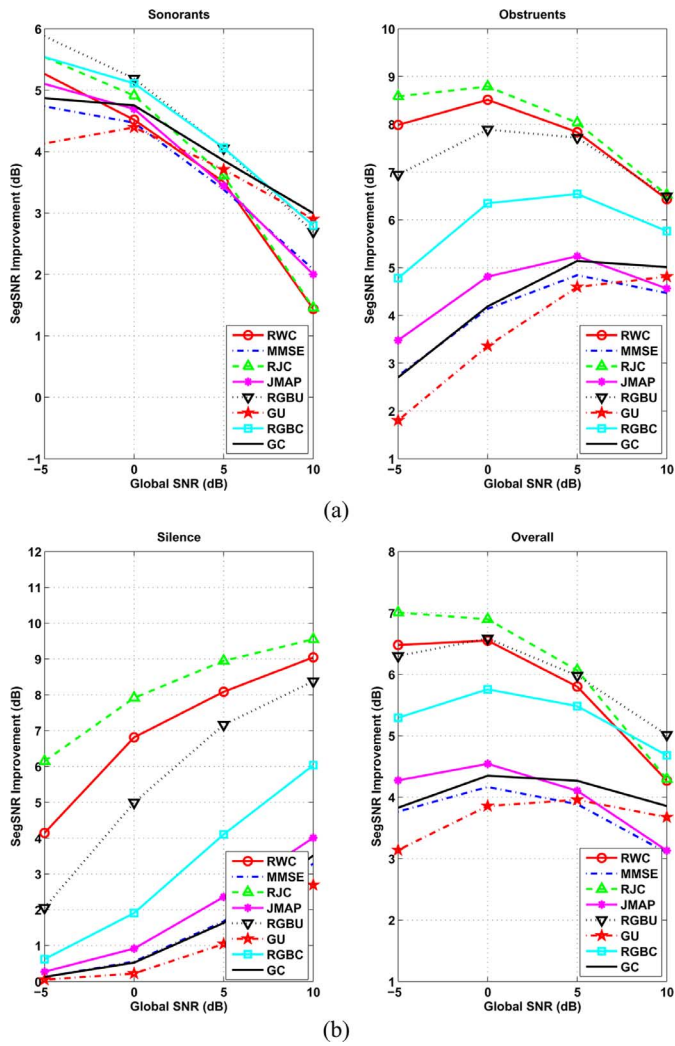 Sonorants
SegSNR Improvement (dB)
6
5
4
3
2
1
0
−1
−5
0
5
10
Global SNR (dB)
RWC
MMSE
RJC
JMAP
RGBU
GU
RGBC
GC
Obstruents
SegSNR Improvement (dB)
10
9
8
7
6
5
4
3
2
1
−5
0
5
10
Global SNR (dB)
RWC
MMSE
RJC
JMAP
RGBU
GU
RGBC
GC
(a)
Silence
SegSNR Improvement (dB)
12
11
10
9
8
7
6
5
4
3
2
1
0
−5
0
5
10
Global SNR (dB)
RWC
MMSE
RJC
JMAP
RGBU
GU
RGBC
GC
Overall
SegSNR Improvement (dB)
8
7
6
5
4
3
1
−5
0
5
10
Global SNR (dB)
RWC
MMSE
RJC
JMAP
RGBU
GU
RGBC
GC
(b)